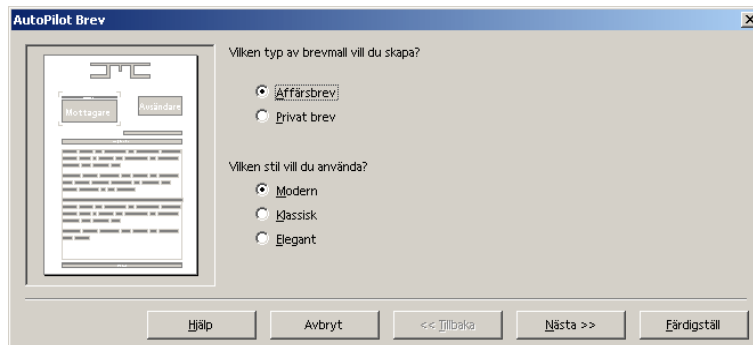 AutoPilot Brev
Vilken typ av brevmall vill du skapa?
Affärsbrev
Privat brev
Mottagare
Avsändare
Vilken stil vill du använda?
Modern
Klassisk
Elegant
Hjälp
Avbryt
<< Tillbaka
Nästa >>
Färdigställ